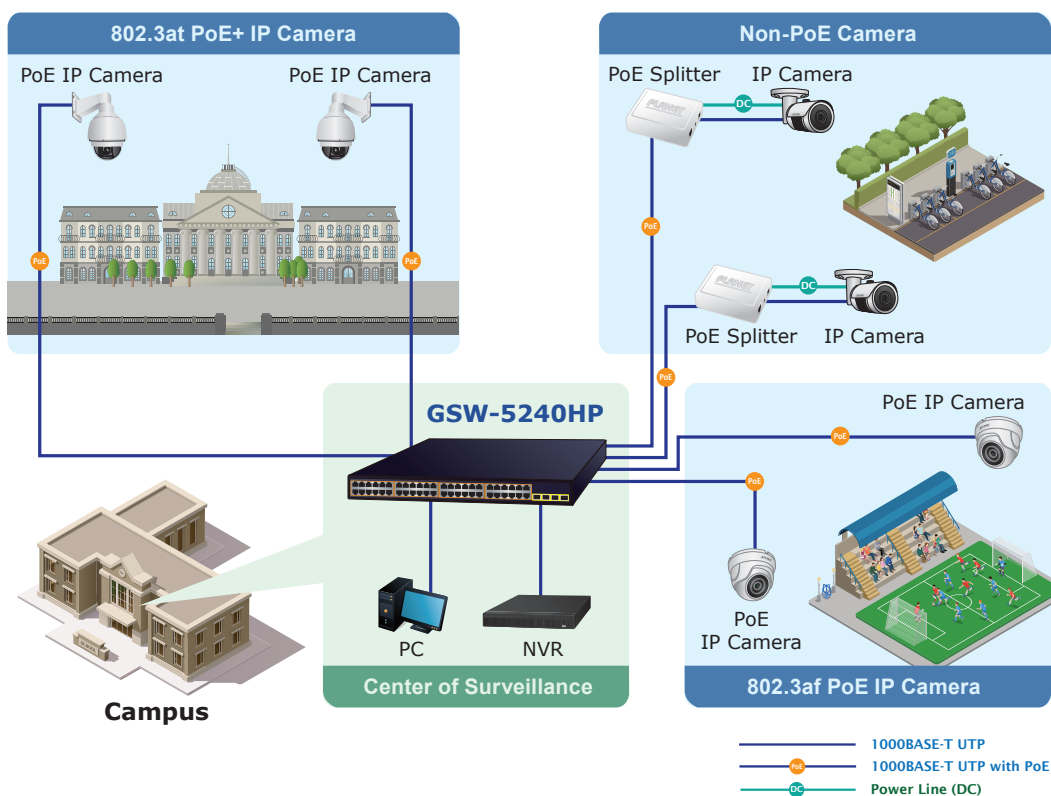 802.3at PoE+ IP Camera
PoE IP Camera
PoE IP Camera
PoE
PoE
Non-PoE Camera
PoE Splitter
IP Camera
PLANET
DC
PoE
PLANET
DC
PoE Splitter
IP Camera
PoE
GSW-5240HP
PC
NVR
Center of Surveillance
Campus
PoE IP Camera
PoE
PoE
PoE
IP Camera
802.3af PoE IP Camera
1000BASE-T UTP
PoE
1000BASE-T UTP with PoE
DC
Power Line (DC)